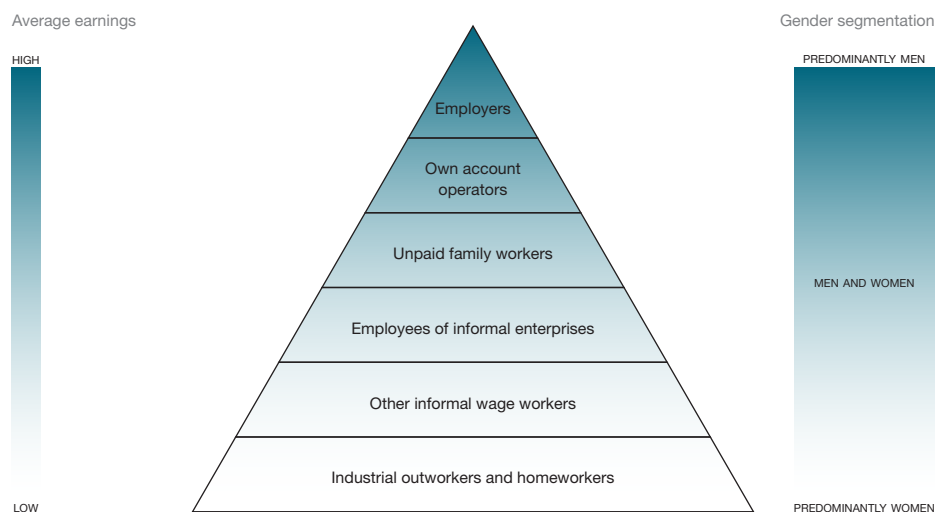 Average earnings
Gender segmentation
HIGH
PREDOMINANTLY MEN
Employers
Own account
operators
Unpaid family workers
MEN AND WOMEN
Employees of informal enterprises
Other informal wage workers
Industrial outworkers and homeworkers
LOW
PREDOMINANTLY WOMEN